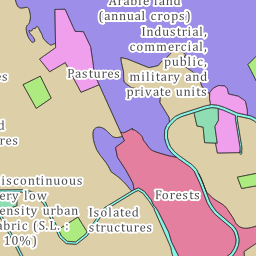 Arable land
(annual crops)
Industrial,
commercial,
public,
military and
private units
Pastures
es
d
res
iscontinuous
ery low
ensity urban
abric (S.L. :
10%)
Isolated
structures
Forests